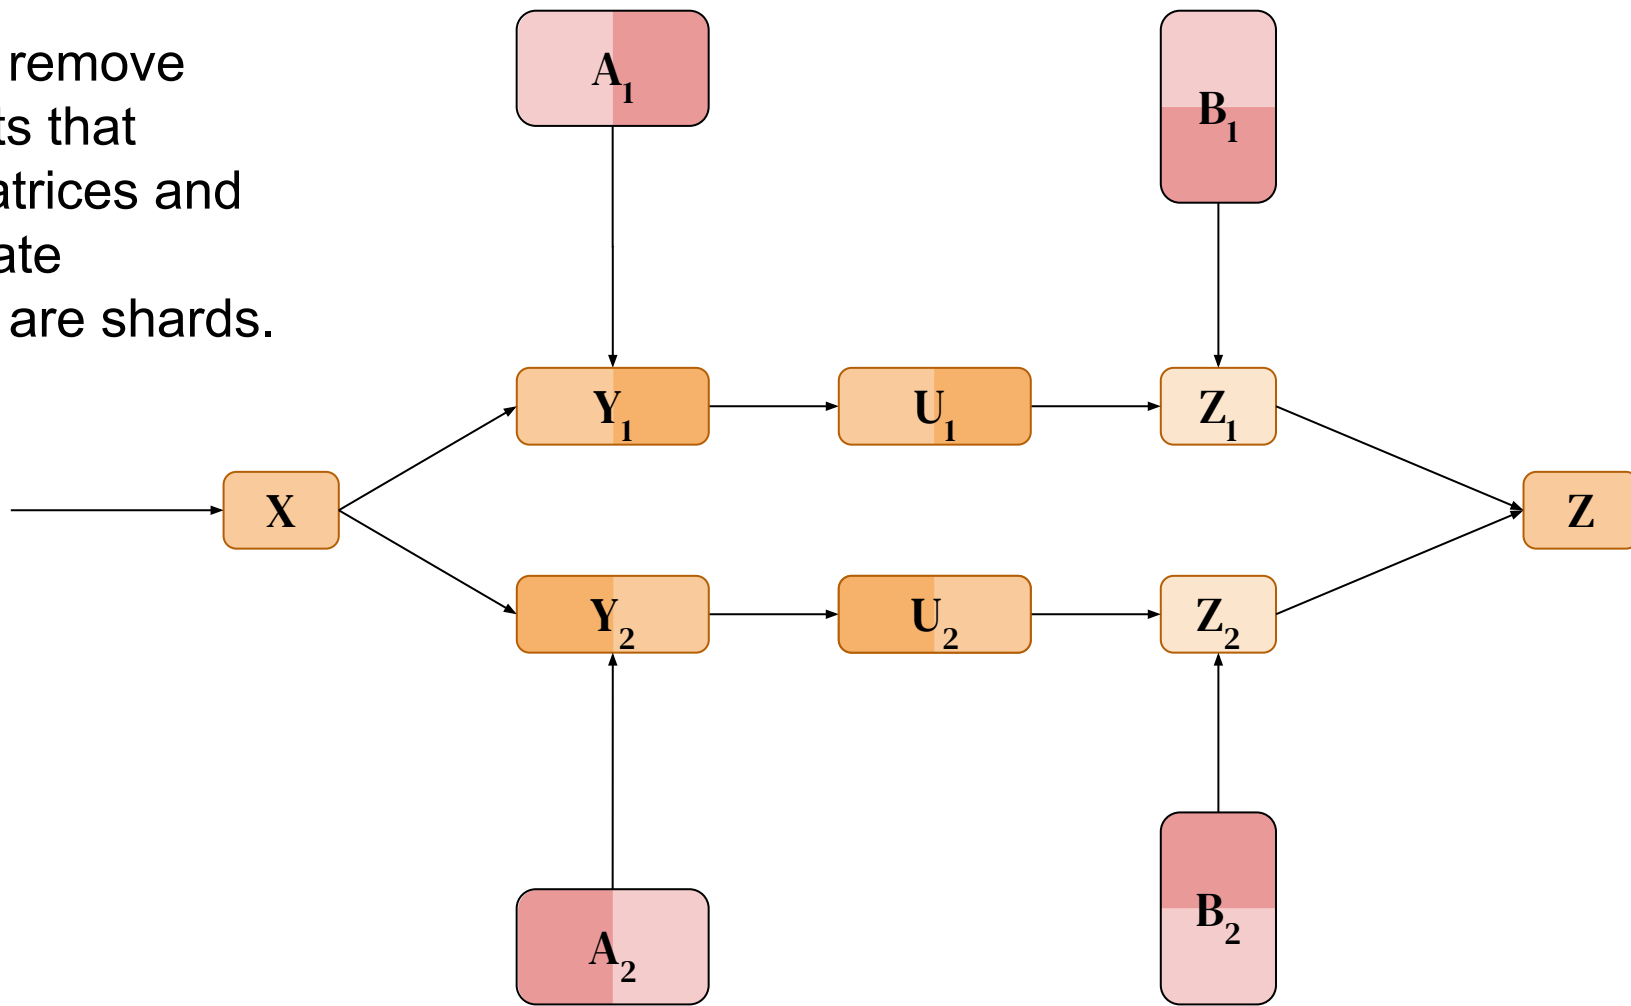 remove
ts that
atrices and
ate
are shards.
A1
B1
Y1
U1
Z1
X
Z
Y2
U2
Z2
A2
B2